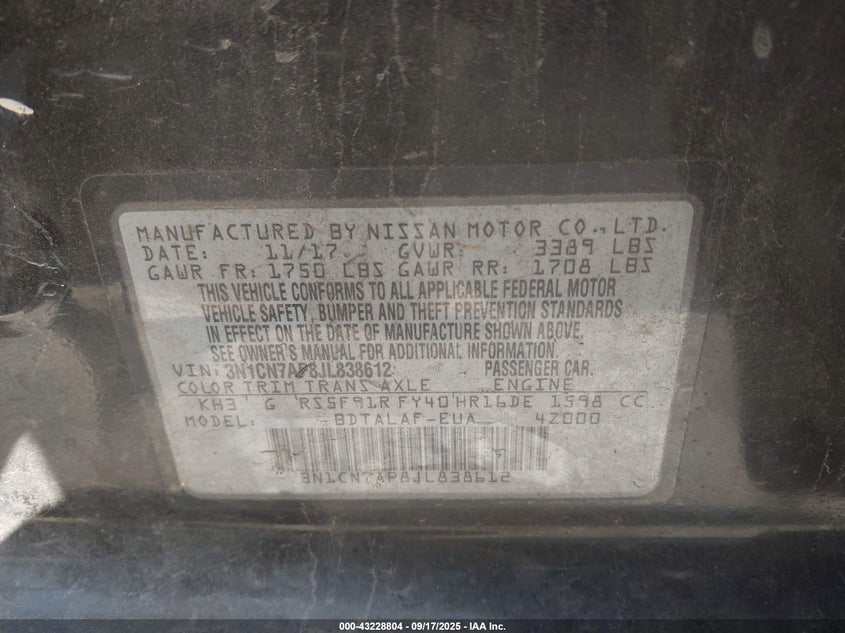 MANUFACTURED BY NISSAN MOTOR CO., LTD.
DATE: 11/17 GVWR: 3389 LBS
GAWR FR: 1750 LBS GAWR RR: 1708 LBS
THIS VEHICLE CONFORMS TO ALL APPLICABLE FEDERAL MOTOR
VEHICLE SAFETY, BUMPER AND THEFT PREVENTION STANDARDS
IN EFFECT ON THE DATE OF MANUFACTURE SHOWN ABOVE.
SEE OWNER'S MANUAL FOR ADDITIONAL INFORMATION.
VIN: 3N1CN7AP8JL838612 PASSENGER CAR.
COLOR TRIM TRANS AXLE ENGINE
KH3 G RS5F91R FY40 HR16DE 1598 CC
MODEL: BDTALAF-EUA 4Z000
3N1CN7AP8JL838612
000-43228804 - 09/17/2025 - IAA Inc.